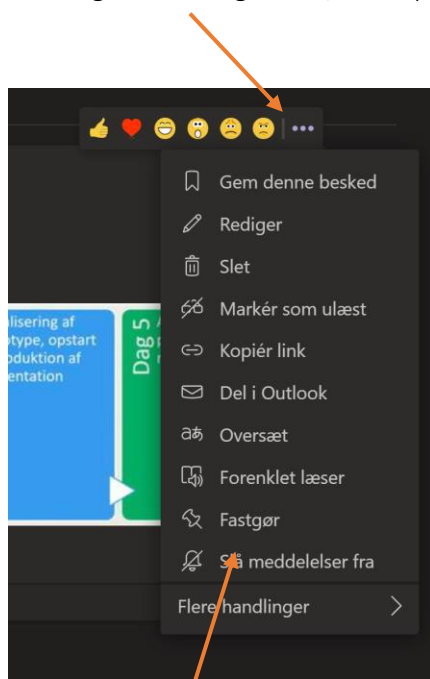 Gem denne besked
Rediger
Slet
Markér som ulæst
Kopiér link
Del i Outlook
Oversæt
Forenklet læser
Fastgør
Slå meddelelser fra
Flere handlinger
lisering af
type, opstart
oduktion af
entation
Dag 5